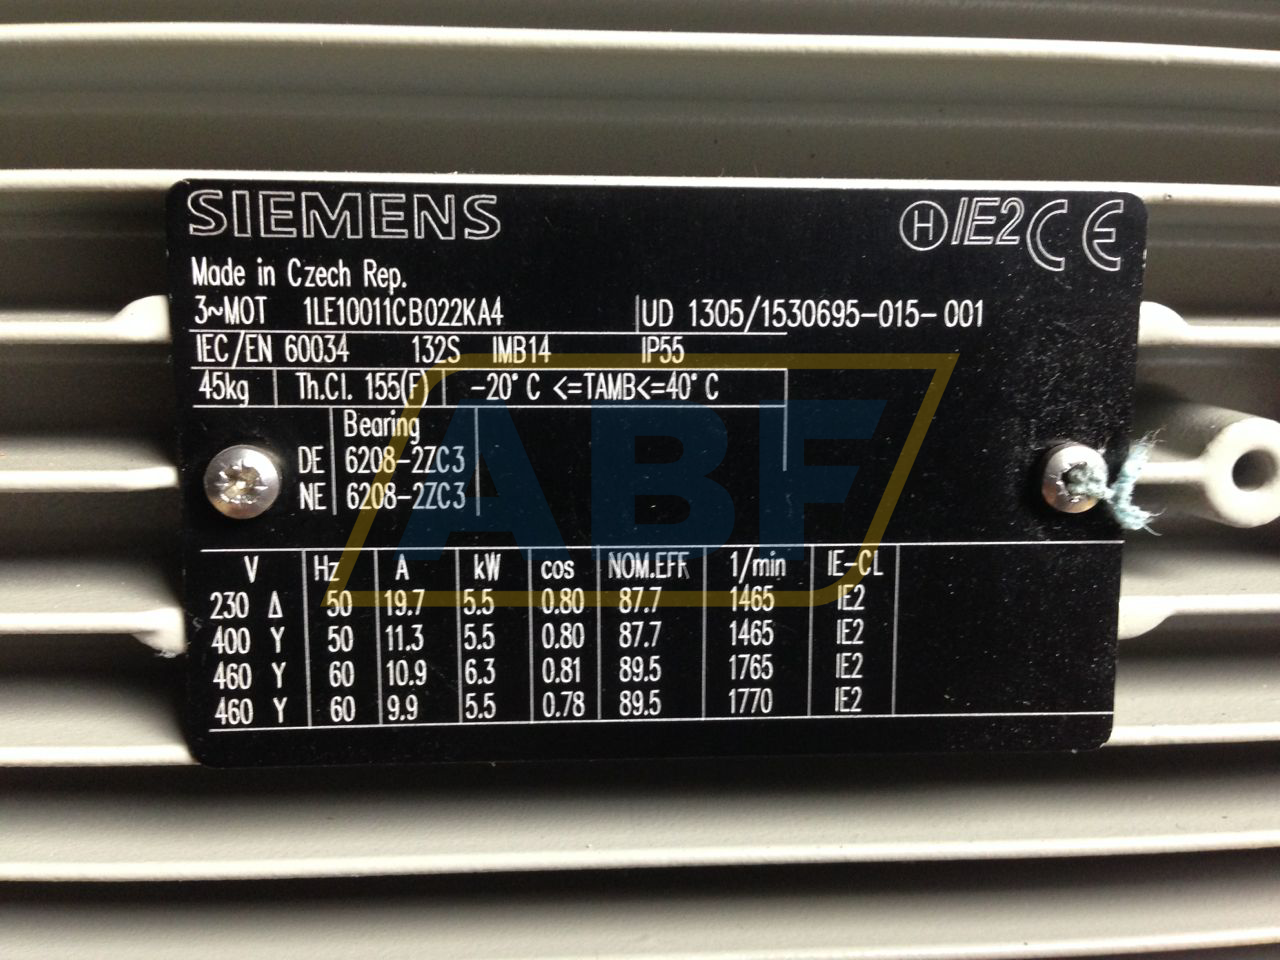 SIEMENS
H IE2 CE
Made in Czech Rep.
3~MOT 1LE10011CB022KA4 UD 1305/1530695-015-001
IEC/EN 60034 132S IMB14 IP55
45kg Th.Cl. 155(F) -20°C <=TAMB<=40°C
Bearing
DE 6208-2ZC3
NE 6208-2ZC3
ABF
V Hz A kW cos NOM.EFF 1/min IE-CL
230 Δ 50 19.7 5.5 0.80 87.7 1465 IE2
400 Y 50 11.3 5.5 0.80 87.7 1465 IE2
460 Y 60 10.9 6.3 0.81 89.5 1765 IE2
460 Y 60 9.9 5.5 0.78 89.5 1770 IE2